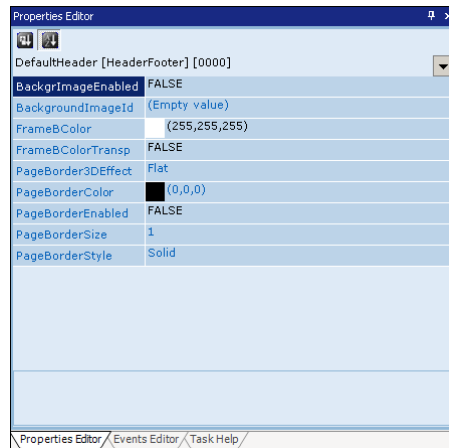 Properties Editor
DefaultHeader [HeaderFooter] [0000]
BackgrImageEnabled FALSE
BackgroundImageId (Empty value)
FrameBColor (255,255,255)
FrameBColorTransp FALSE
PageBorder3DEffect Flat
PageBorderColor (0,0,0)
PageBorderEnabled FALSE
PageBorderSize 1
PageBorderStyle Solid
Properties Editor Events Editor Task Help